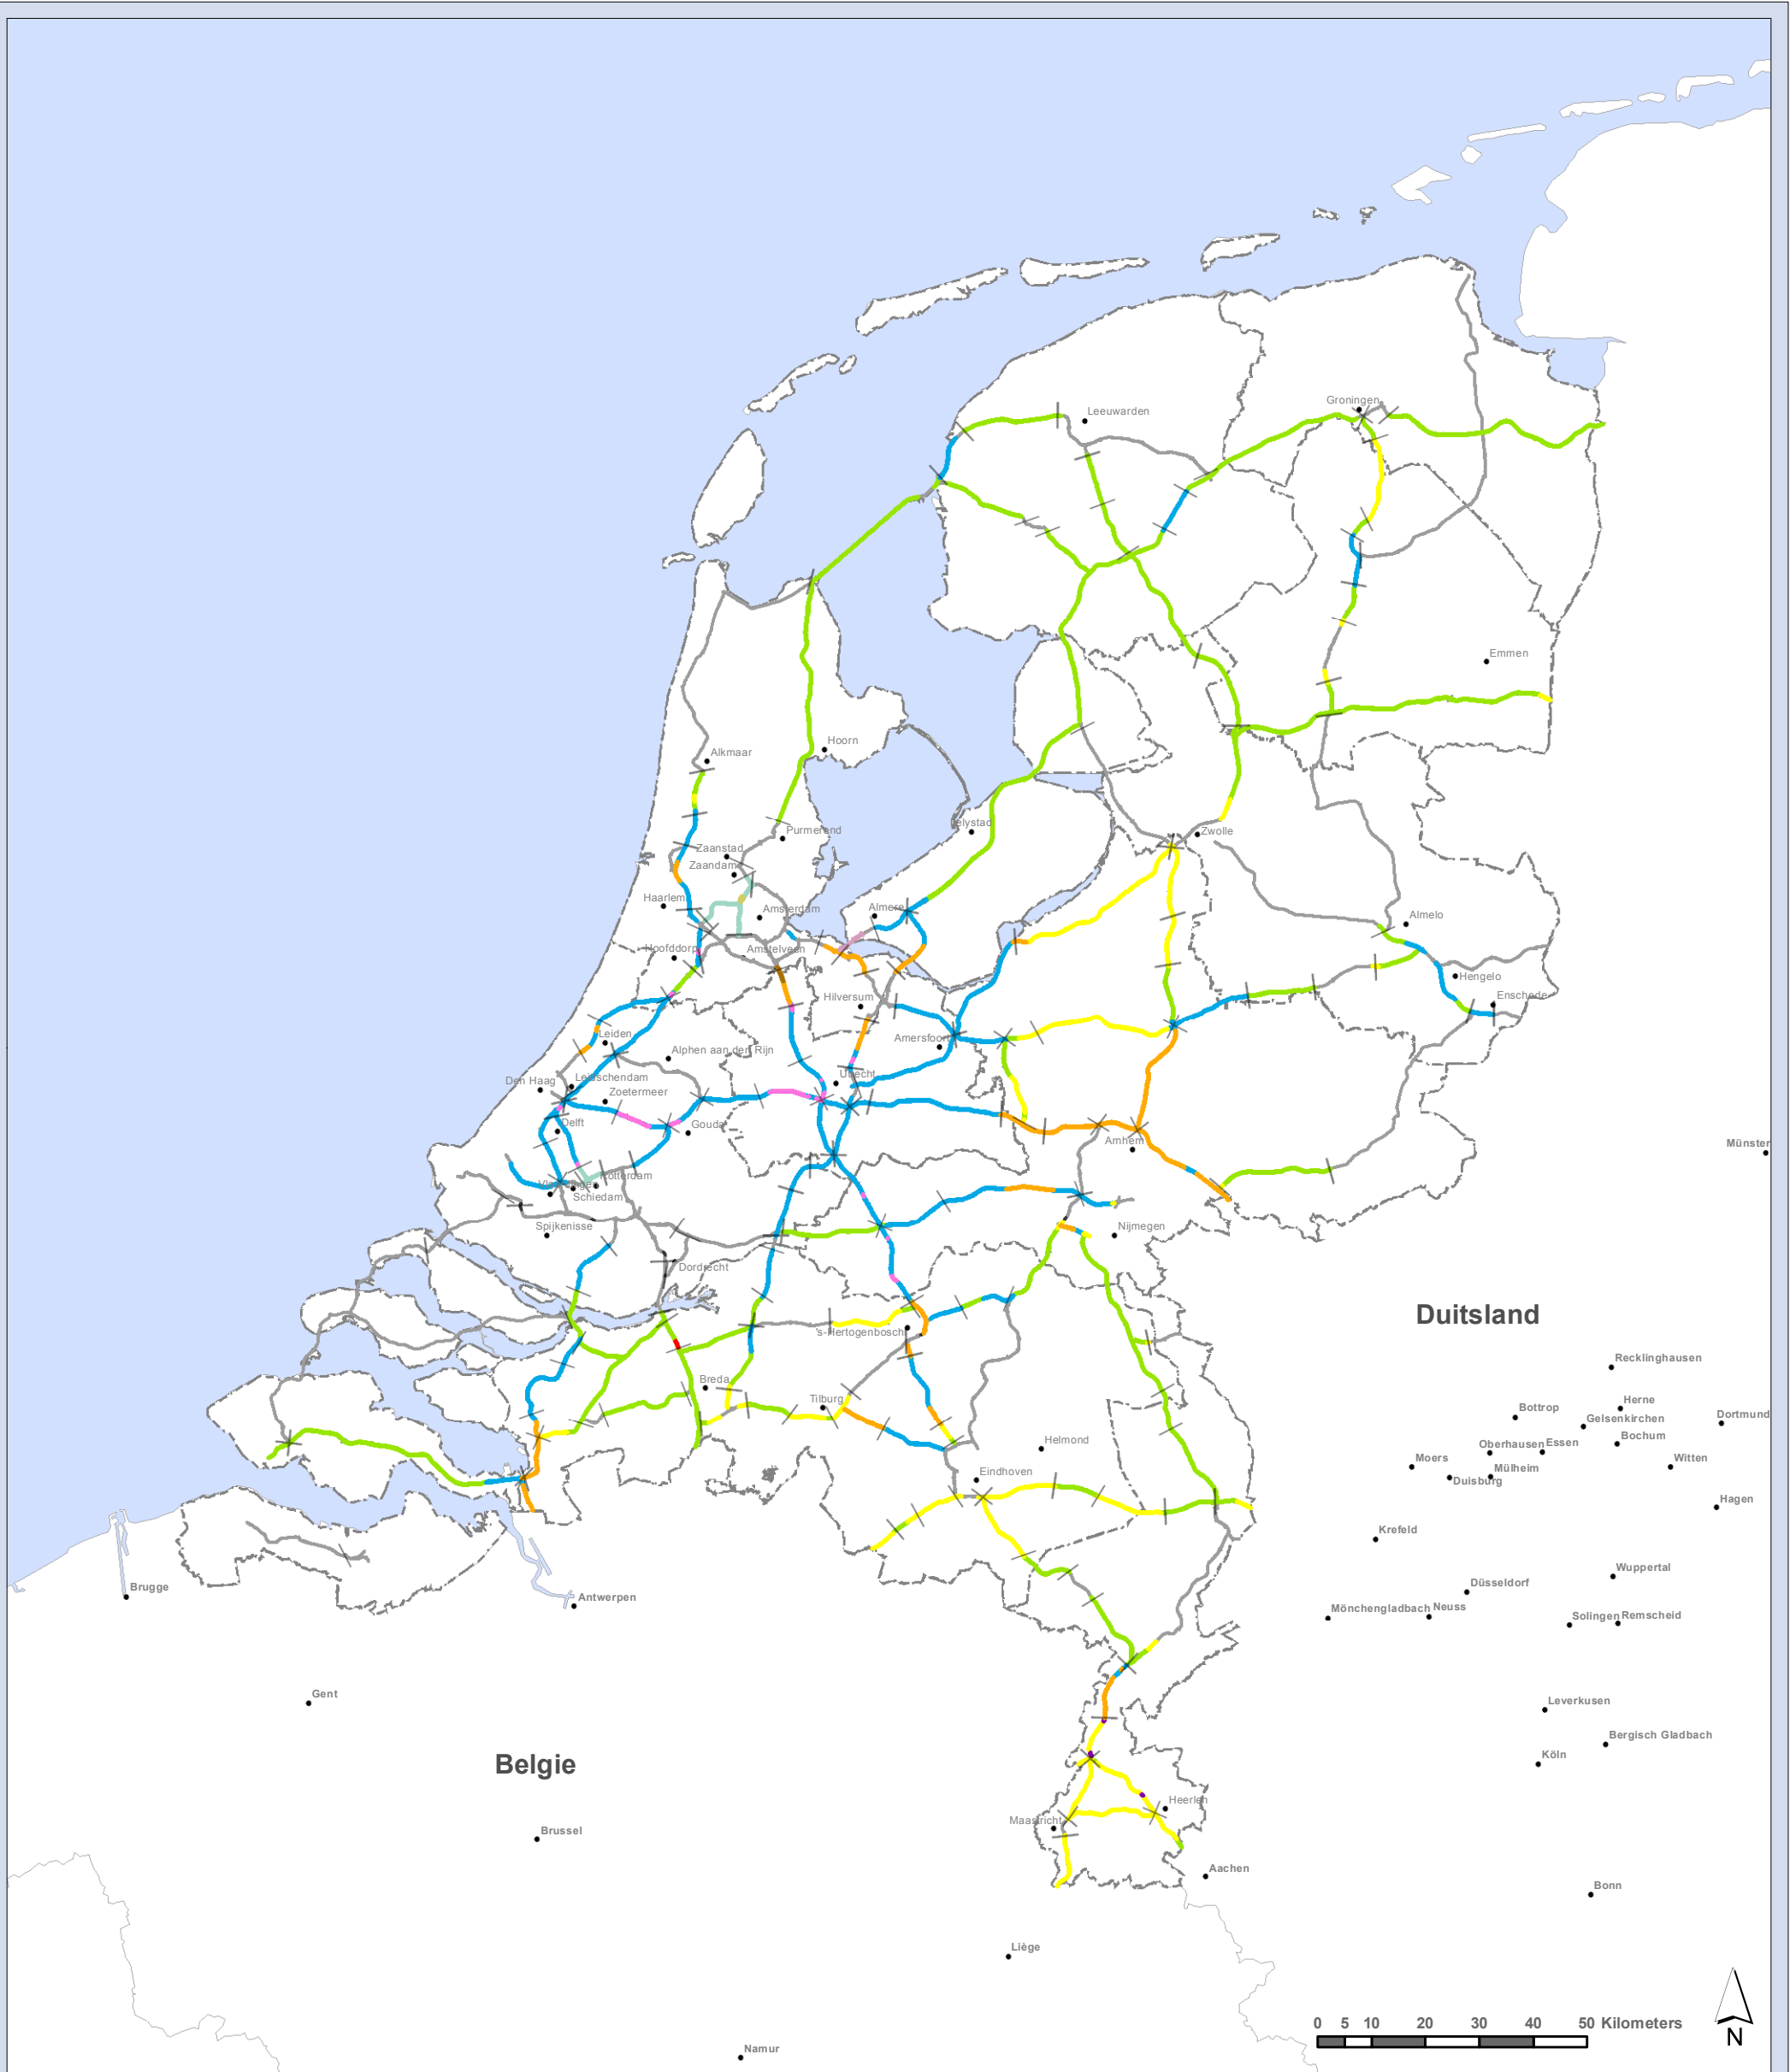 Leeuwarden
Groningen
Emmen
Hoorn
Alkmaar
Purmerend
Zaanstad
Zaandam
Zwolle
Haarlem
Amsterdam
Almere
Almelo
Hoofddorp
Amstelveen
Hengelo
Hilversum
Enschede
Leiden
Amersfoort
Alphen aan den Rijn
Den Haag
Zoetermeer
Utrecht
Delft
Gouda
Arnhem
Münster
Rotterdam
Schiedam
Spijkenisse
Nijmegen
Dordrecht
Duitsland
's-Hertogenbosch
Recklinghausen
Breda
Tilburg
Herne
Bottrop
Gelsenkirchen
Dortmund
Helmond
Bochum
Oberhausen
Essen
Moers
Mülheim
Witten
Eindhoven
Duisburg
Hagen
Krefeld
Wuppertal
Brugge
Düsseldorf
Antwerpen
Mönchengladbach
Neuss
Solingen
Remscheid
Gent
Leverkusen
Bergisch Gladbach
Belgie
Köln
Heerlen
Maastricht
Brussel
Aachen
Bonn
Liège
0 5 10 20 30 40 50 Kilometers
N
Namur